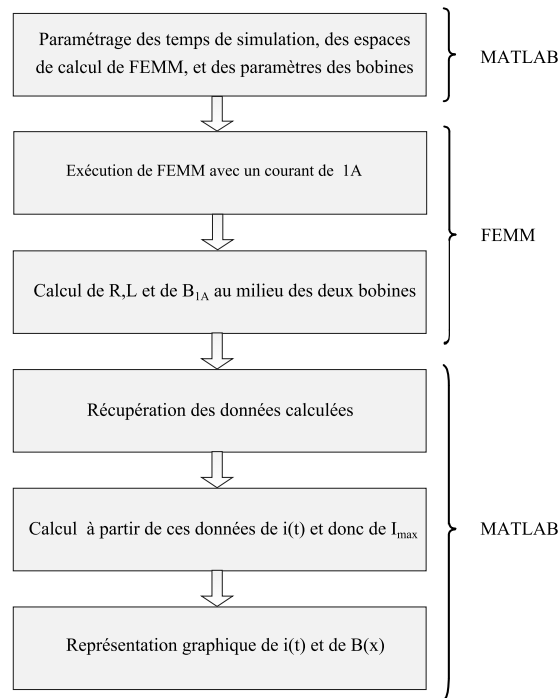 Paramétrage des temps de simulation, des espaces
de calcul de FEMM, et des paramètres des bobines
MATLAB
Exécution de FEMM avec un courant de 1A
FEMM
Calcul de R,L et de B1A au milieu des deux bobines
Récupération des données calculées
Calcul à partir de ces données de i(t) et donc de Imax
MATLAB
Représentation graphique de i(t) et de B(x)